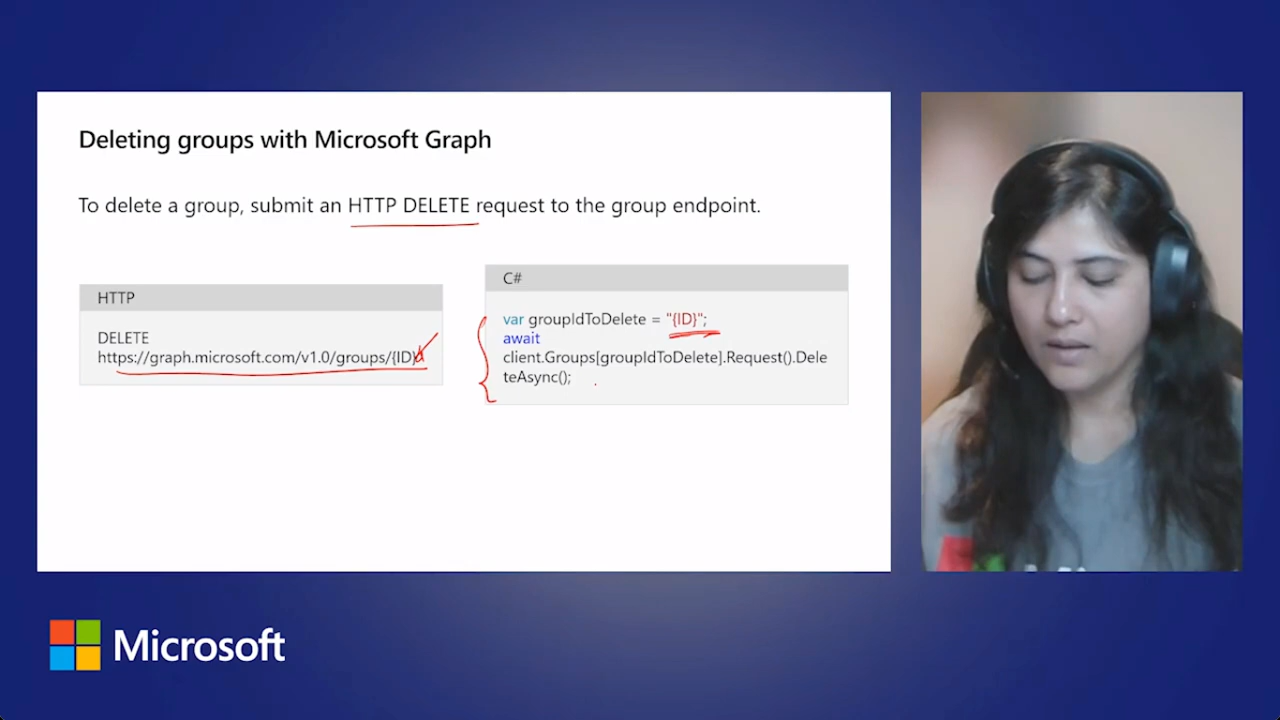 Deleting groups with Microsoft Graph
To delete a group, submit an HTTP DELETE request to the group endpoint.
HTTP
DELETE
https://graph.microsoft.com/v1.0/groups/{ID}
C#
var groupIdToDelete = "{ID}";
await
client.Groups[groupIdToDelete].Request().Dele
teAsync();
Microsoft